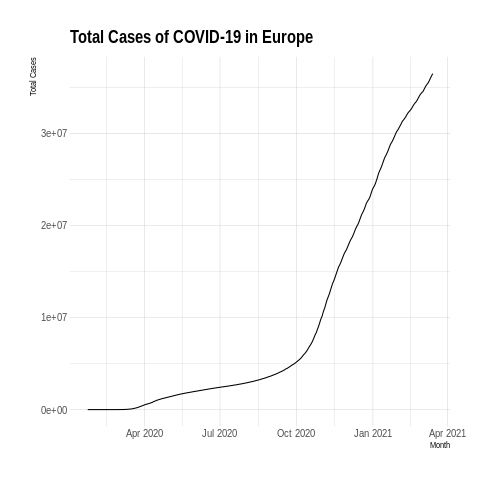 Total Cases of COVID-19 in Europe
Total Cases
3e+07
2e+07
1e+07
0e+00
Apr 2020 Jul 2020 Oct 2020 Jan 2021 Apr 2021
Month